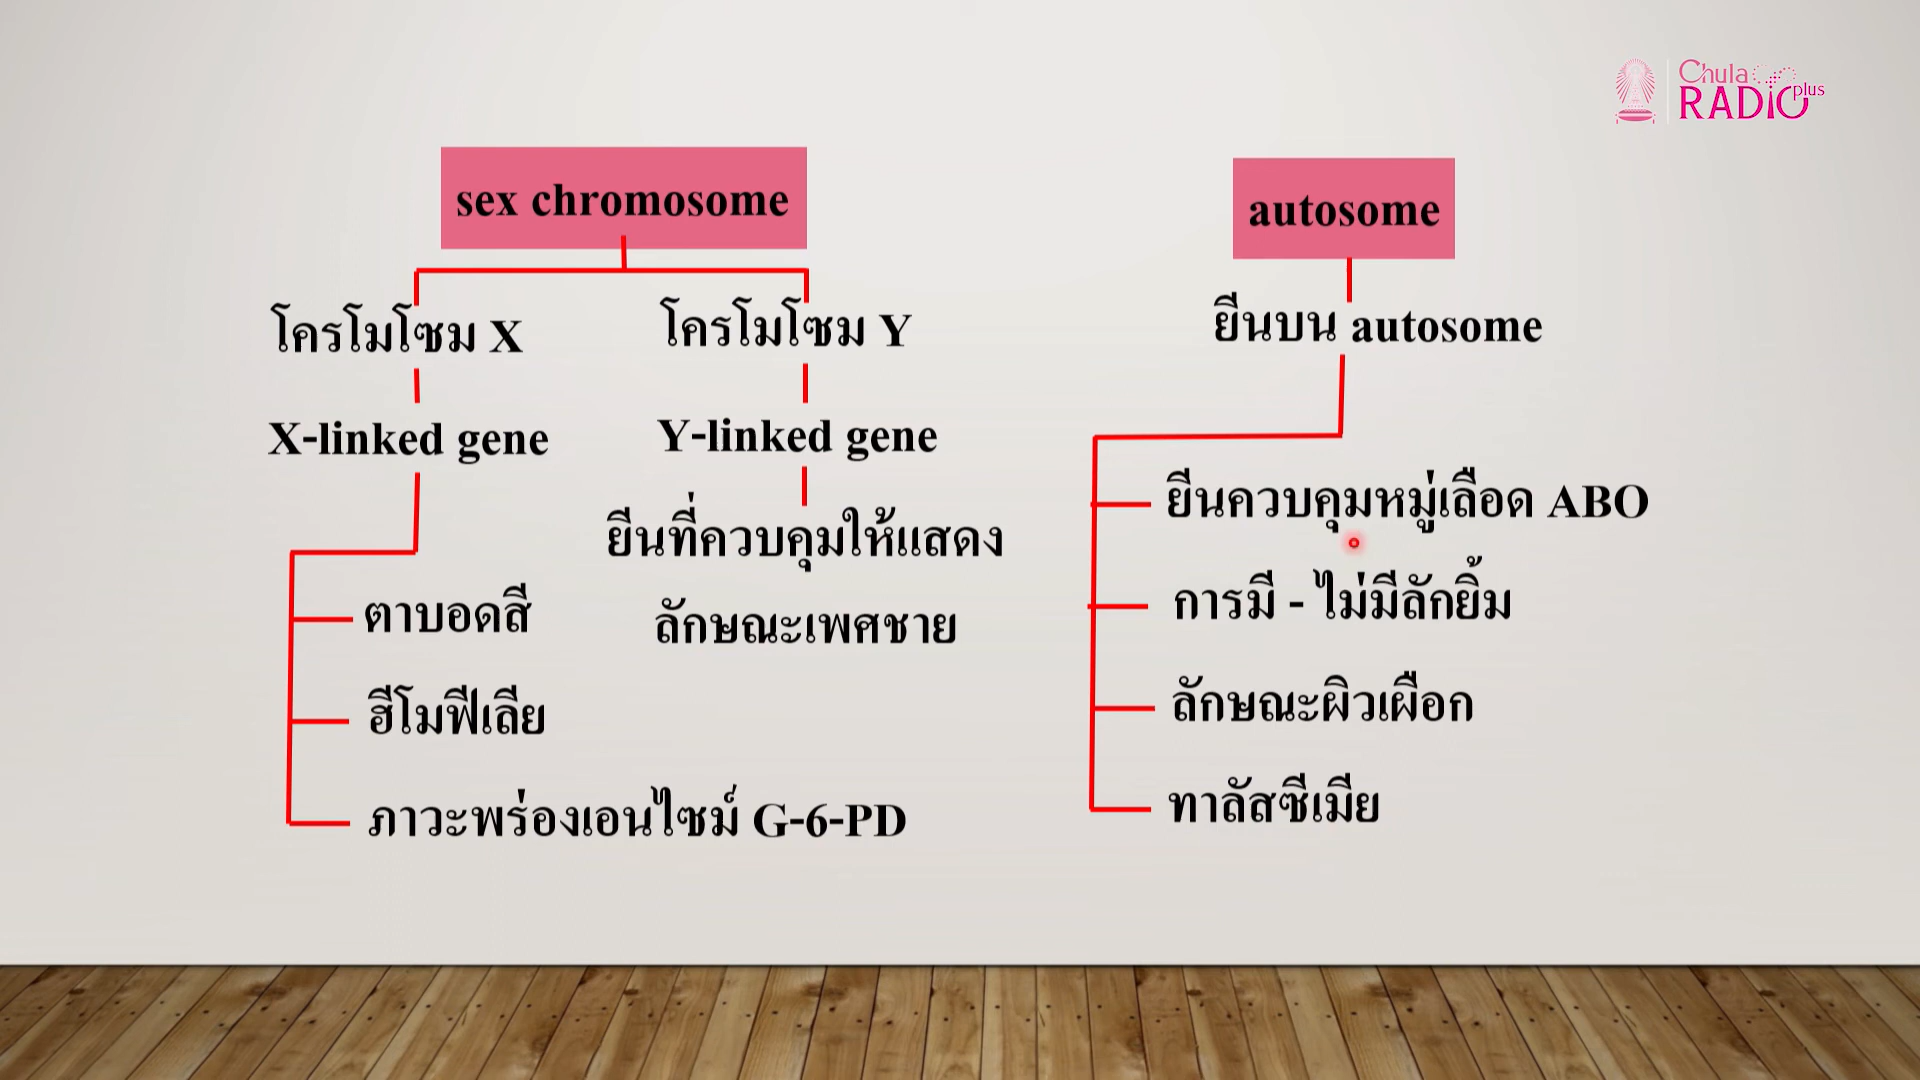 Chula
RADIO plus
sex chromosome
โครโมโซม X
โครโมโซม Y
X-linked gene
Y-linked gene
ยีนที่ควบคุมให้แสดง
ลักษณะเพศชาย
ตาบอดสี
ฮีโมฟีเลีย
ภาวะพร่องเอนไซม์ G-6-PD
autosome
ยีนบน autosome
ยีนควบคุมหมู่เลือด ABO
การมี - ไม่มีลักยิ้ม
ลักษณะผิวเผือก
ทาลัสซีเมีย